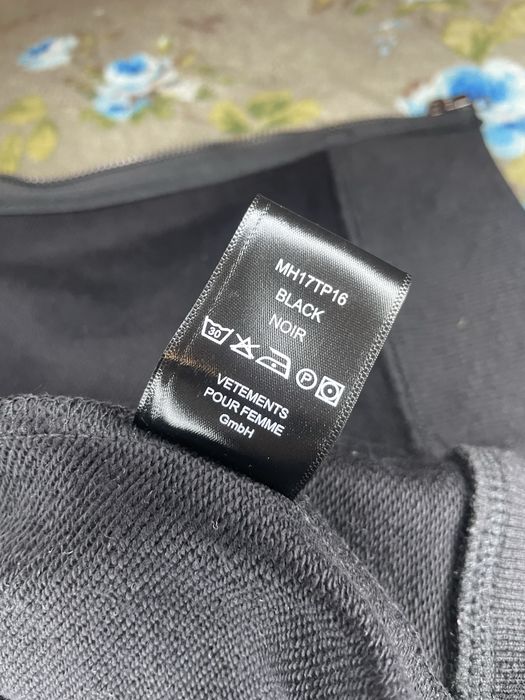 MH17TP16
BLACK
NOIR
30 P
VETEMENTS
POUR FEMME
GmbH